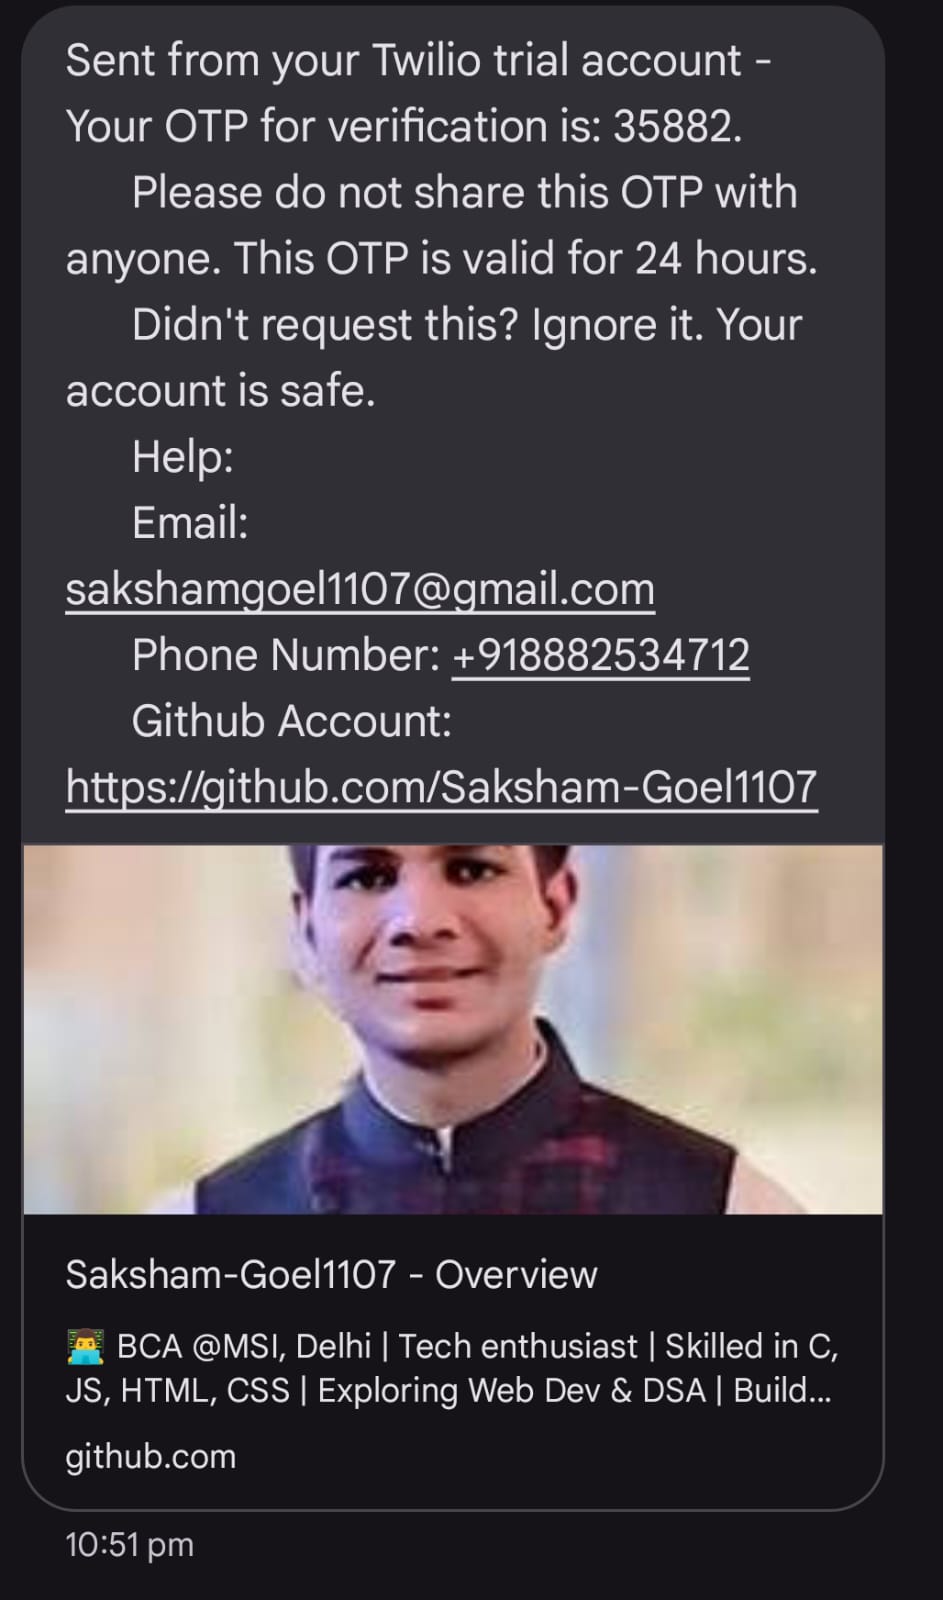 Sent from your Twilio trial account -
Your OTP for verification is: 35882.
Please do not share this OTP with
anyone. This OTP is valid for 24 hours.
Didn't request this? Ignore it. Your
account is safe.
Help:
Email:
sakshamgoel1107@gmail.com
Phone Number: +918882534712
Github Account:
https://github.com/Saksham-Goel1107
Saksham-Goel1107 - Overview
👨‍💻 BCA @MSI, Delhi | Tech enthusiast | Skilled in C,
JS, HTML, CSS | Exploring Web Dev & DSA | Build...
github.com
10:51 pm